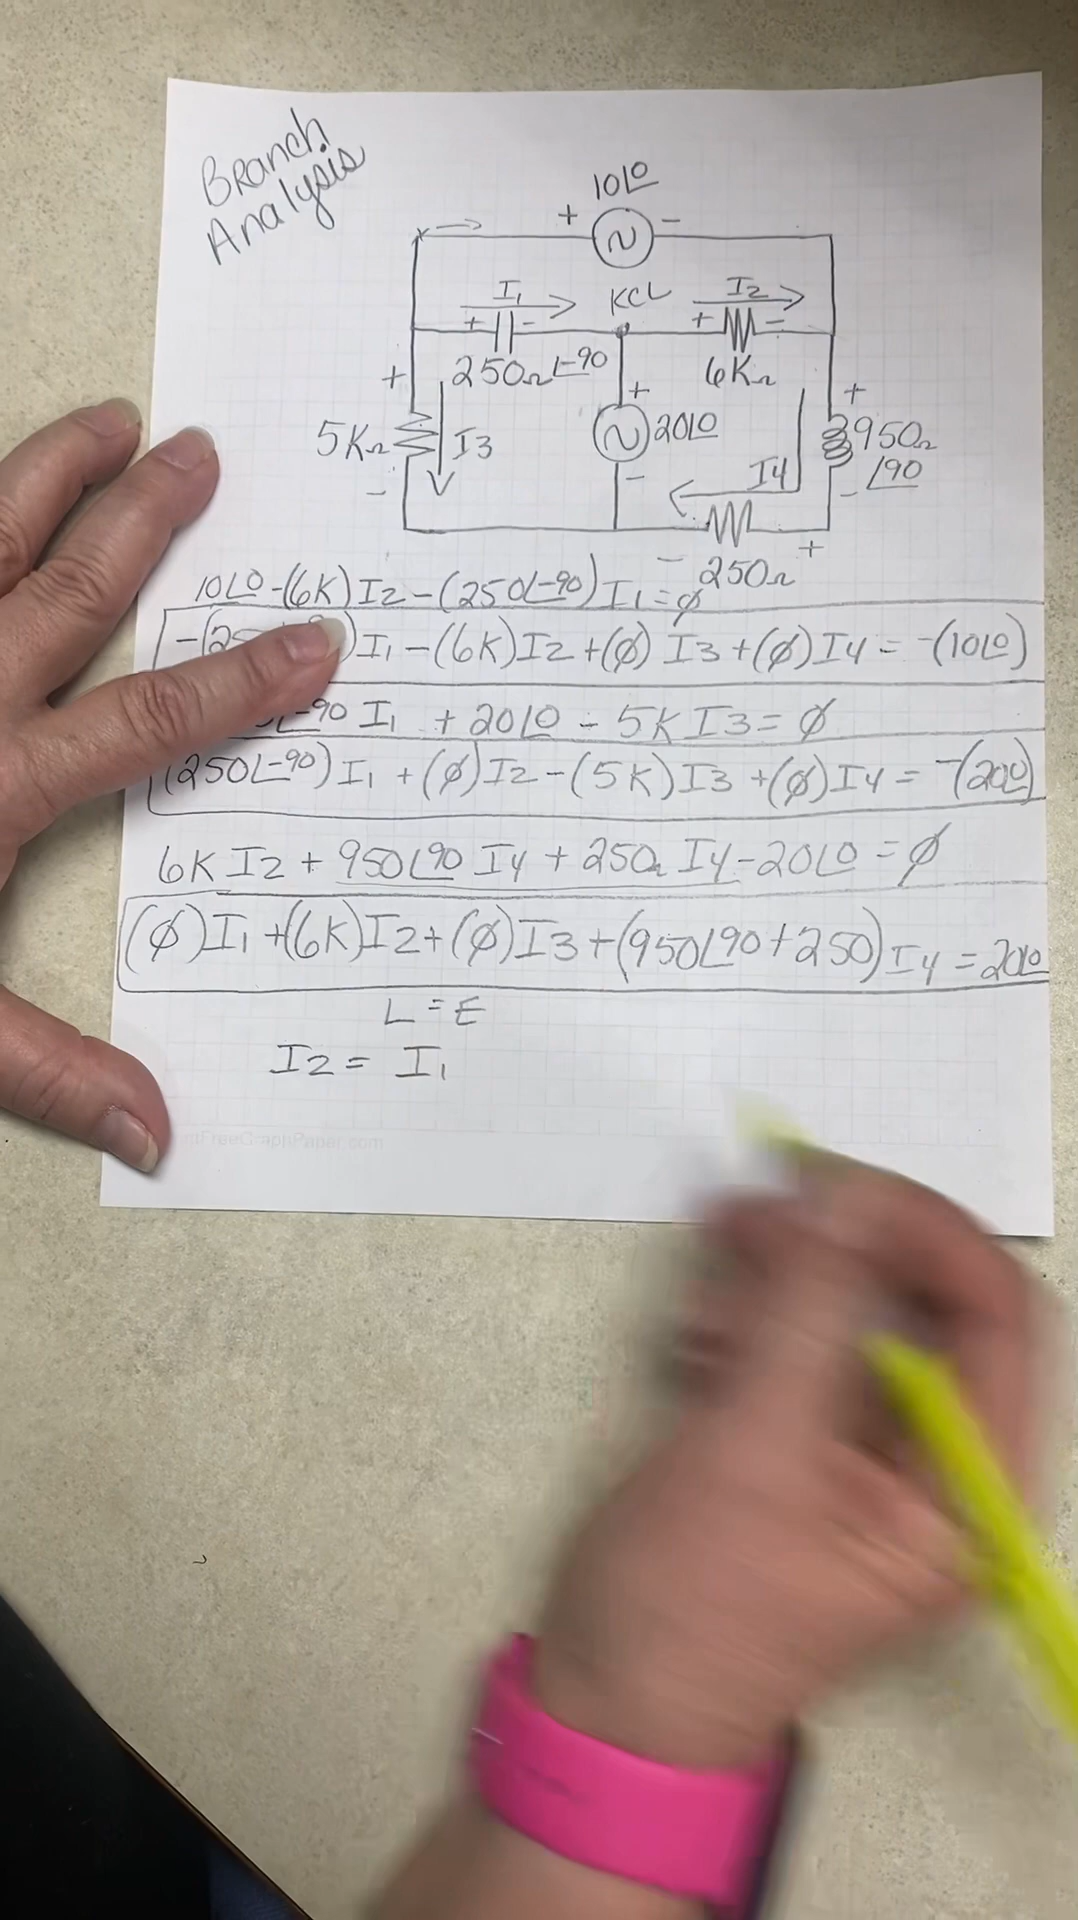 Branch
Analysis
10∠0
+ -
I1
KCL
I2
+ -
+ -
250Ω∠-90
6KΩ
+
+
+
5KΩ
I3
20∠0
950Ω
∠90
-
-
I4
-
+
- 250Ω
10∠0 -(6K)I2-(250∠-90)I1=∅
I1-(6K)I2+(∅) I3+(∅)I4= -(10∠0)
∠-90 I1 + 20∠0 - 5K I3=∅
(250∠-90)I1 +(∅)I2-(5K)I3+(∅)I4= -(20∠0)
6K I2 + 950∠90 I4 + 250Ω I4-20∠0 =∅
(∅)I1+(6K)I2+(∅)I3+(950∠90+250)I4=20∠0
L=E
I2= I1
FreeGraphPaper.com